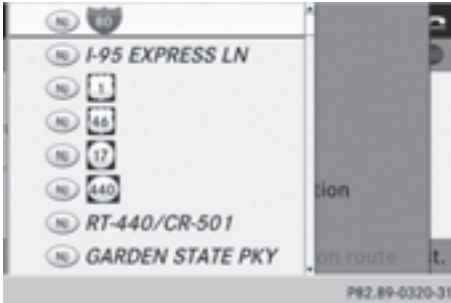 NJ 80
NJ I-95 EXPRESS LN
NJ 1
NJ 46
NJ 17
NJ 440
NJ RT-440/CR-501
NJ GARDEN STATE PKY
tion
on route
t.
P82.89-0320-31